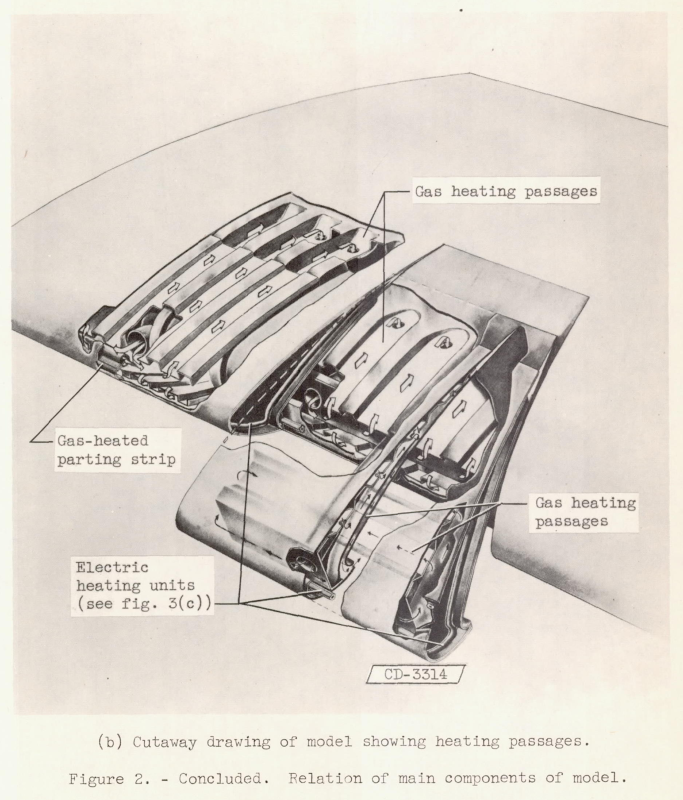 Gas heating passages
Gas-heated
parting strip
Gas heating
passages
Electric
heating units
(see fig. 3(c))
CD-3314
(b) Cutaway drawing of model showing heating passages.
Figure 2. - Concluded. Relation of main components of model.